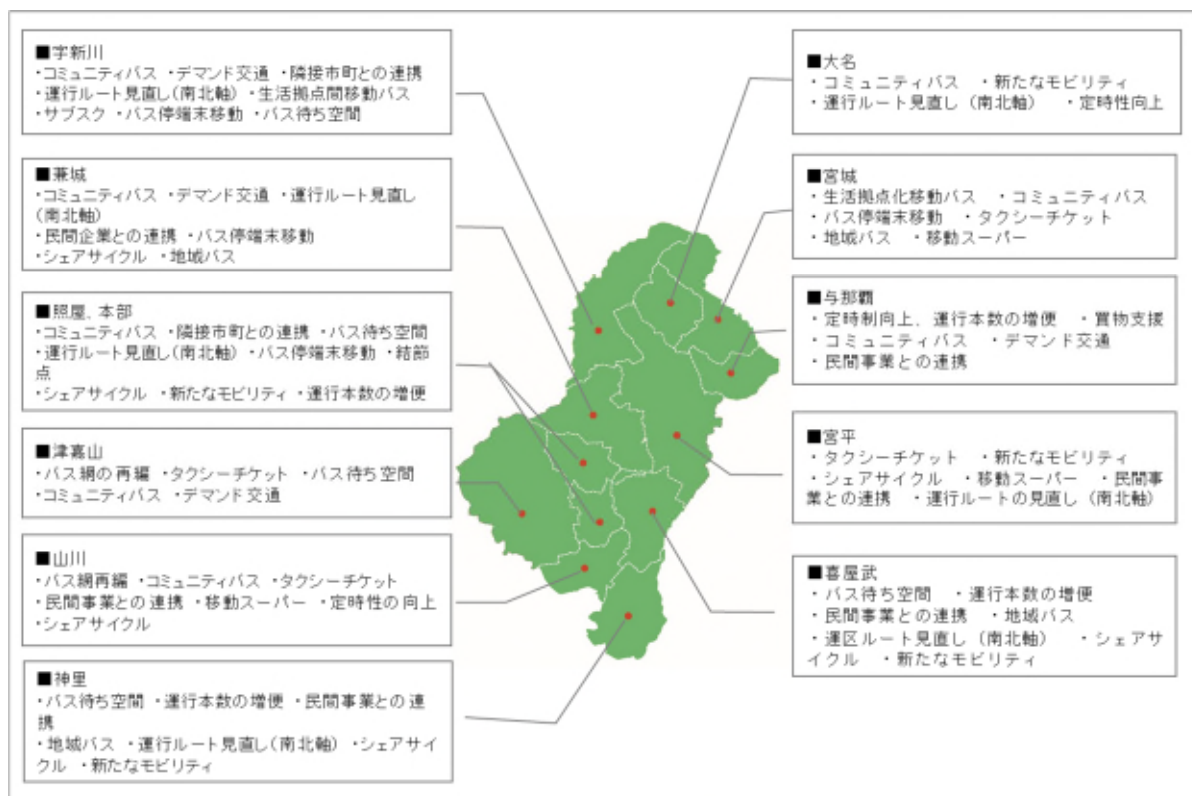 ■字新川
・コミュニティバス ・デマンド交通 ・隣接市町との連携
・運行ルート見直し(南北軸) ・生活拠点間移動バス
・サブスク ・バス停端末移動 ・バス待ち空間
■兼城
・コミュニティバス ・デマンド交通 ・運行ルート見直し
(南北軸)
・民間企業との連携 ・バス停端末移動
・シェアサイクル ・地域バス
■照屋、本部
・コミュニティバス ・隣接市町との連携 ・バス待ち空間
・運行ルート見直し(南北軸) ・バス停端末移動 ・結節
点
・シェアサイクル ・新たなモビリティ ・運行本数の増便
■津嘉山
・バス網の再編 ・タクシーチケット ・バス待ち空間
・コミュニティバス ・デマンド交通
■山川
・バス網再編 ・コミュニティバス ・タクシーチケット
・民間事業との連携 ・移動スーパー ・定時性の向上
・シェアサイクル
■神里
・バス待ち空間 ・運行本数の増便 ・民間事業との連
携
・地域バス ・運行ルート見直し(南北軸) ・シェアサイ
クル ・新たなモビリティ
■大名
・コミュニティバス ・新たなモビリティ
・運行ルート見直し(南北軸) ・定時性向上
■宮城
・生活拠点化移動バス ・コミュニティバス
・バス停端末移動 ・タクシーチケット
・地域バス ・移動スーパー
■与那覇
・定時制向上、運行本数の増便 ・買物支援
・コミュニティバス ・デマンド交通
・民間事業との連携
■宮平
・タクシーチケット ・新たなモビリティ
・シェアサイクル ・移動スーパー ・民間事
業との連携 ・運行ルートの見直し(南北軸)
■喜屋武
・バス待ち空間 ・運行本数の増便
・民間事業との連携 ・地域バス
・運区ルート見直し(南北軸) ・シェアサ
イクル ・新たなモビリティ